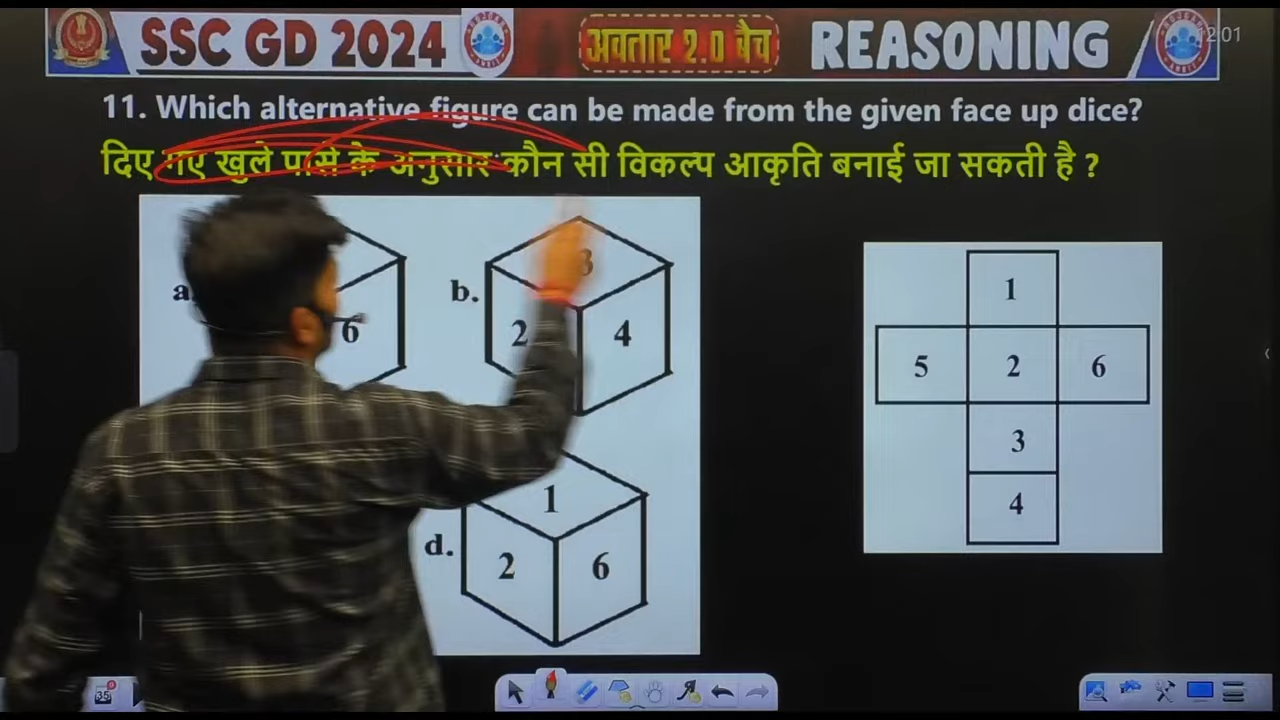 SSC GD 2024
अवतार 2.0 बैच
REASONING
12:01
11. Which alternative figure can be made from the given face up dice?
दिए गए खुले पासे के अनुसार कौन सी विकल्प आकृति बनाई जा सकती है ?
a.
6
b.
3
2
4
d.
1
2
6
1
5 2 6
3
4